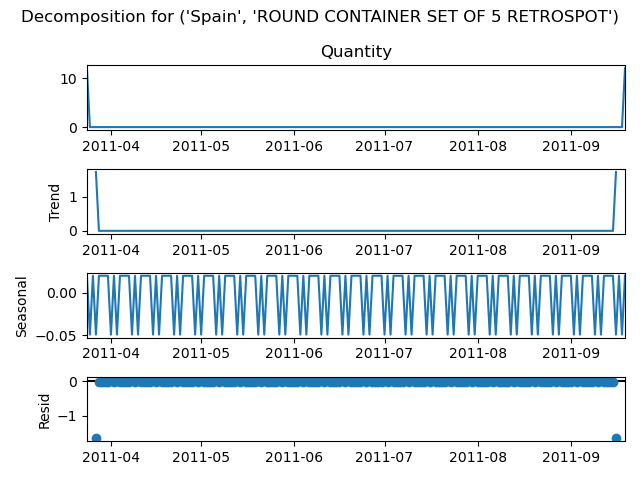 Decomposition for ('Spain', 'ROUND CONTAINER SET OF 5 RETROSPOT')
Quantity
10
0
2011-04 2011-05 2011-06 2011-07 2011-08 2011-09
Trend
1
0
2011-04 2011-05 2011-06 2011-07 2011-08 2011-09
Seasonal
0.00
−0.05
2011-04 2011-05 2011-06 2011-07 2011-08 2011-09
Resid
0
−1
2011-04 2011-05 2011-06 2011-07 2011-08 2011-09